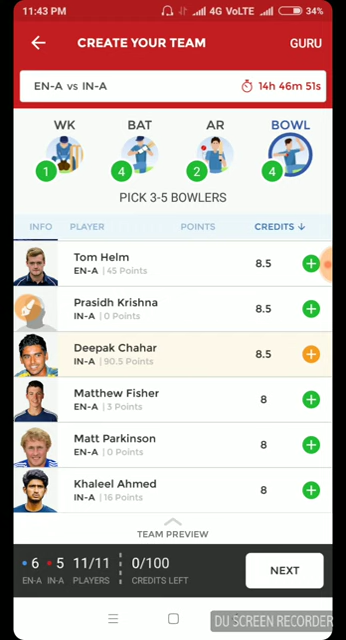 11:43 PM 4G VoLTE 34%
CREATE YOUR TEAM GURU
EN-A vs IN-A 14h 46m 51s
WK BAT AR BOWL
1 4 2 4
PICK 3-5 BOWLERS
INFO PLAYER POINTS CREDITS ↓
Tom Helm
EN-A | 45 Points 8.5
Prasidh Krishna
IN-A | 0 Points 8.5
Deepak Chahar
IN-A | 90.5 Points 8.5
Matthew Fisher
EN-A | 3 Points 8
Matt Parkinson
EN-A | 0 Points 8
Khaleel Ahmed
IN-A | 16 Points 8
TEAM PREVIEW
6 5 11/11 0/100 NEXT
EN-A IN-A PLAYERS CREDITS LEFT
DU SCREEN RECORDER